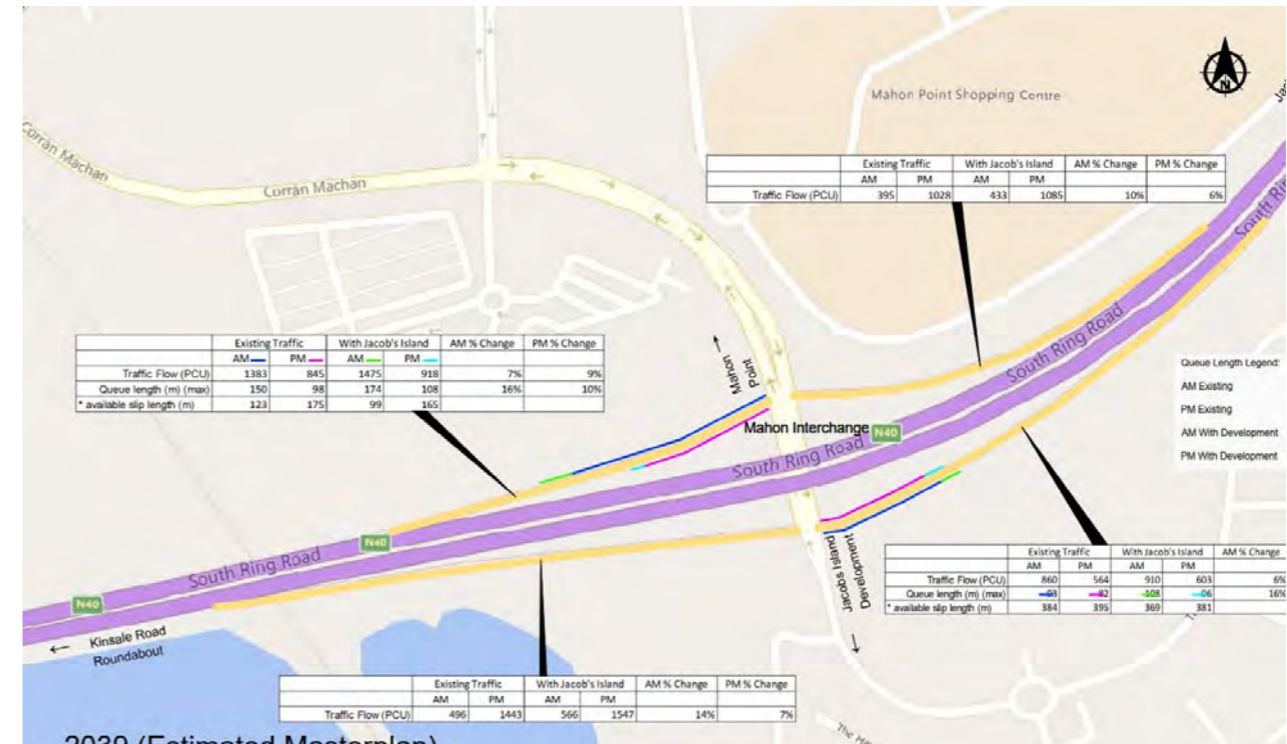 Mahon Point Shopping Centre
N
Corrán Machan
Corrán Machan
Existing Traffic With Jacob's Island AM % Change PM % Change
AM PM AM PM
Traffic Flow (PCU) 395 1028 433 1085 10% 6%
South Ring Road
Existing Traffic With Jacob's Island AM % Change PM % Change
AM PM AM PM
Traffic Flow (PCU) 1383 845 1475 918 7% 9%
Queue length (m) (max) 150 98 174 108 16% 10%
* available slip length (m) 123 175 99 165
Mahon
Point
South Ring Road
Queue Length Legend:
AM Existing
PM Existing
AM With Development
PM With Development
Mahon Interchange
N40
South Ring Road
N40
South Ring Road
N40
Kinsale Road
Roundabout
Jacobs Island
Development
Existing Traffic With Jacob's Island AM % Change
AM PM AM PM
Traffic Flow (PCU) 860 564 910 603 6%
Queue length (m) (max) 16%
* available slip length (m) 384 395 369 381
Existing Traffic With Jacob's Island AM % Change PM % Change
AM PM AM PM
Traffic Flow (PCU) 496 1443 566 1547 14% 7%
The
2039 (Estimated Masterplan)